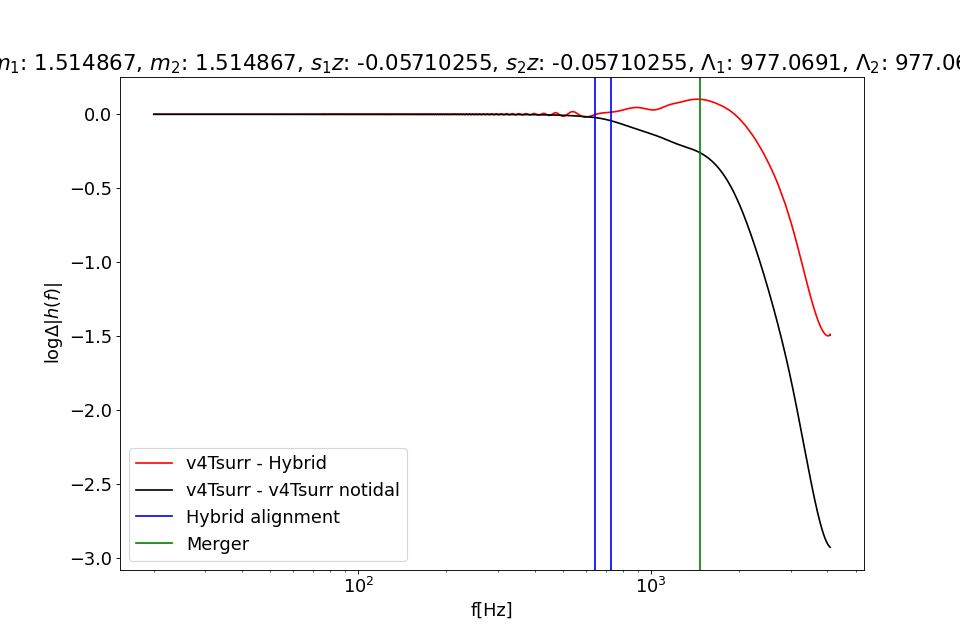 m₁: 1.514867, m₂: 1.514867, s₁z: -0.05710255, s₂z: -0.05710255, Λ₁: 977.0691, Λ₂: 977.06
0.0
−0.5
−1.0
−1.5
−2.0
−2.5
−3.0
logΔ|h(f)|
v4Tsurr - Hybrid
v4Tsurr - v4Tsurr notidal
Hybrid alignment
Merger
10²
10³
f[Hz]